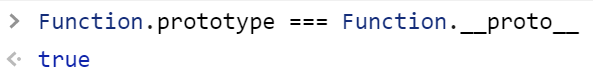 > Function.prototype === Function.__proto__
<· true